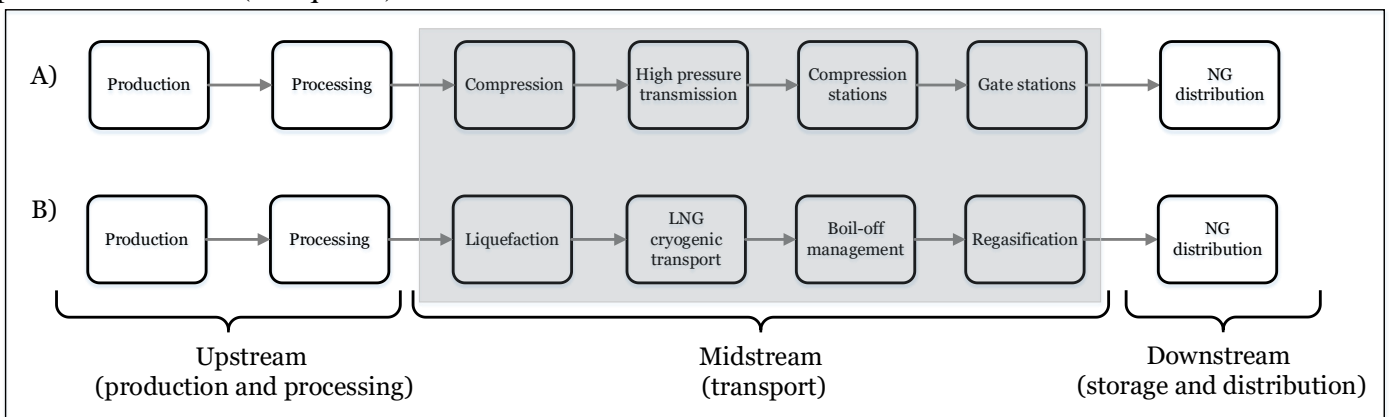 A)
Production
Processing
Compression
High pressure
transmission
Compression
stations
Gate stations
NG
distribution
B)
Production
Processing
Liquefaction
LNG
cryogenic
transport
Boil-off
management
Regasification
NG
distribution
Upstream
(production and processing)
Midstream
(transport)
Downstream
(storage and distribution)